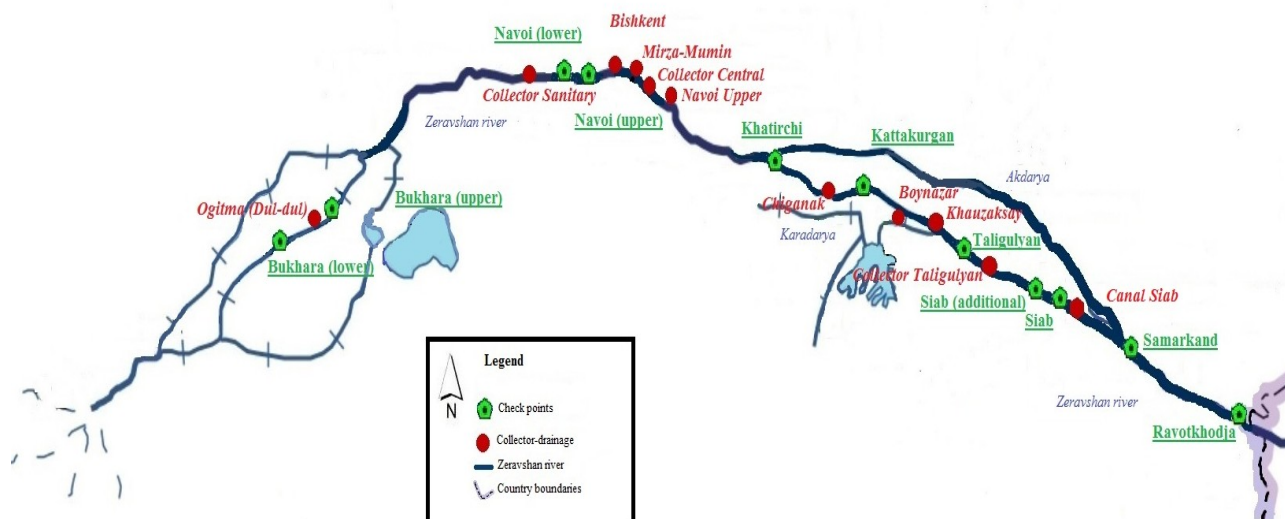 Bishkent
Navoi (lower)
Mirza-Mumin
Collector Central
Collector Sanitary
Navoi Upper
Zeravshan river
Navoi (upper)
Khatirchi
Kattakurgan
Akdarya
Chiganak
Boynazar
Ogitma (Dul-dul)
Bukhara (upper)
Khauzaksay
Karadarya
Taligulyan
Bukhara (lower)
Collector Taligulyan
Siab (additional)
Canal Siab
Siab
Samarkand
Zeravshan river
Ravotkhodja
Legend
N
Check points
Collector-drainage
Zeravshan river
Country boundaries